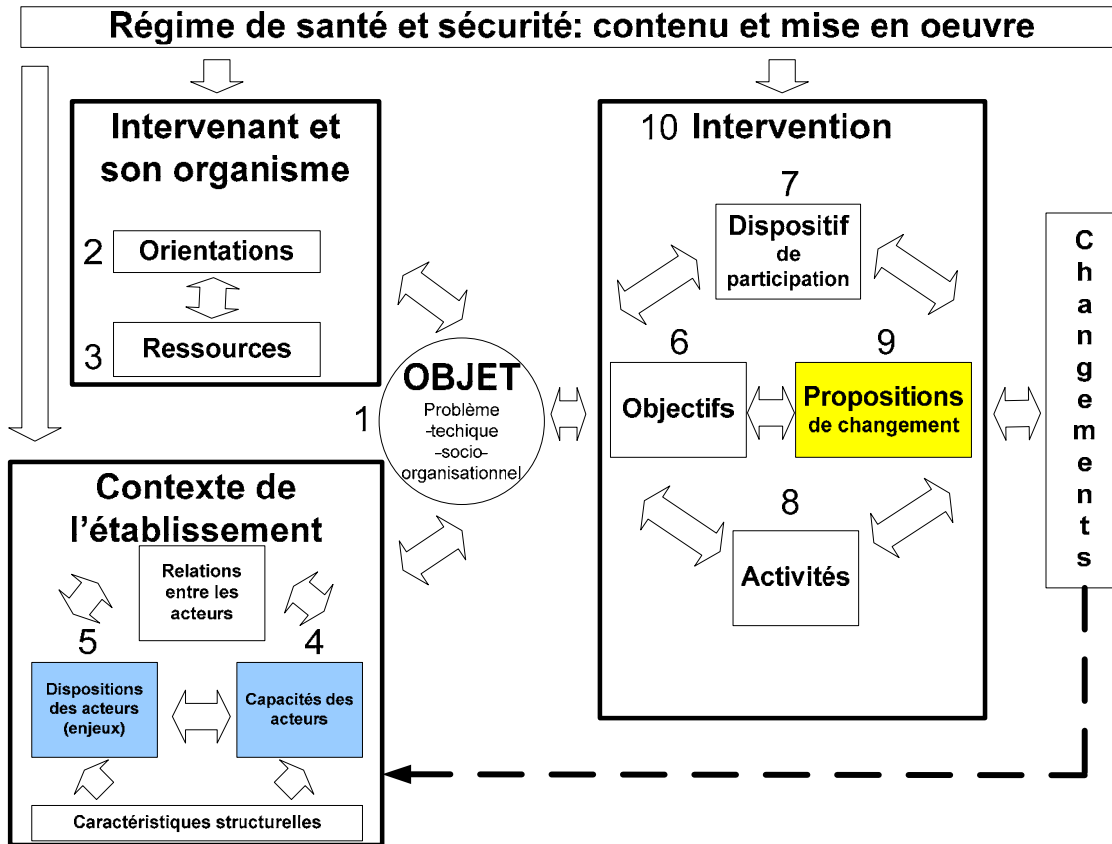 Régime de santé et sécurité: contenu et mise en oeuvre
Intervenant et
son organisme
2 Orientations
3 Ressources
1
OBJET
Problème
-techique
-socio-
organisationnel
Contexte de
l'établissement
Relations
entre les
acteurs
5
4
Dispositions
des acteurs
(enjeux)
Capacités des
acteurs
Caractéristiques structurelles
10 Intervention
7
Dispositif
de
participation
6
9
Objectifs
Propositions
de changement
8
Activités
Changements